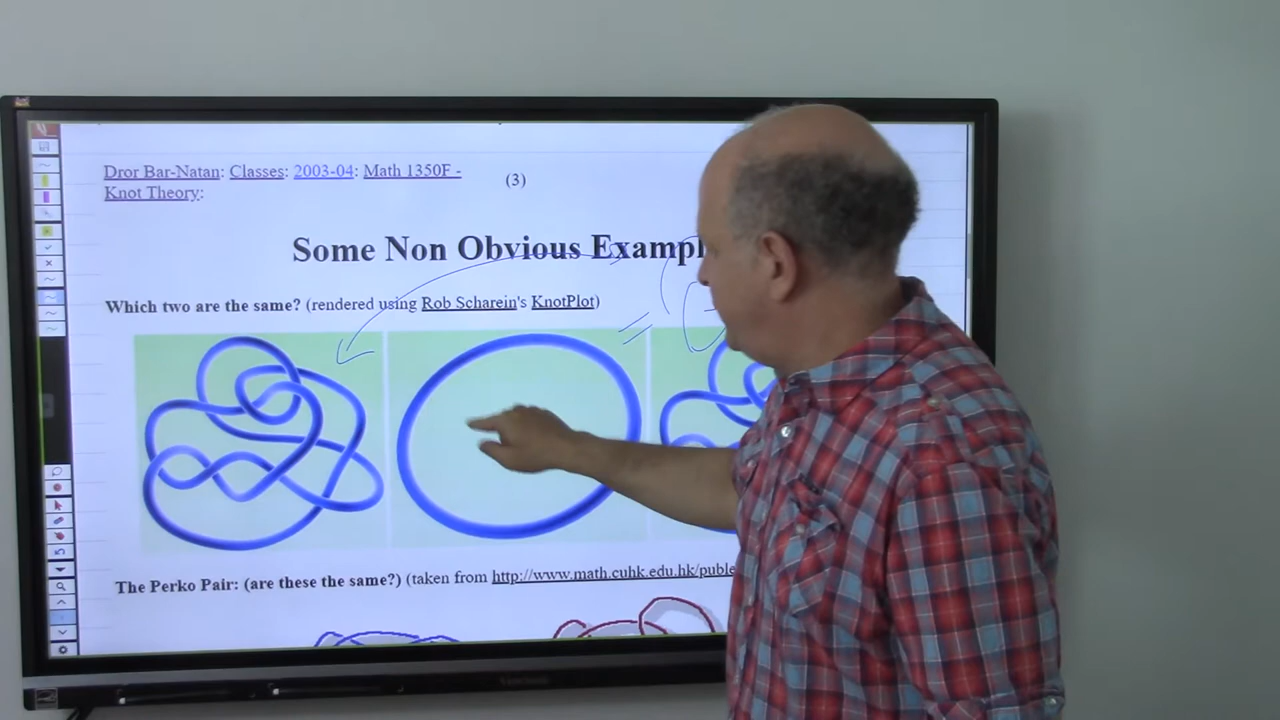 Dror Bar-Natan: Classes: 2003-04: Math 1350F -
Knot Theory:
(3)
Some Non Obvious Exampl
Which two are the same? (rendered using Rob Scharein's KnotPlot)
=
The Perko Pair: (are these the same?) (taken from http://www.math.cuhk.edu.hk/puble